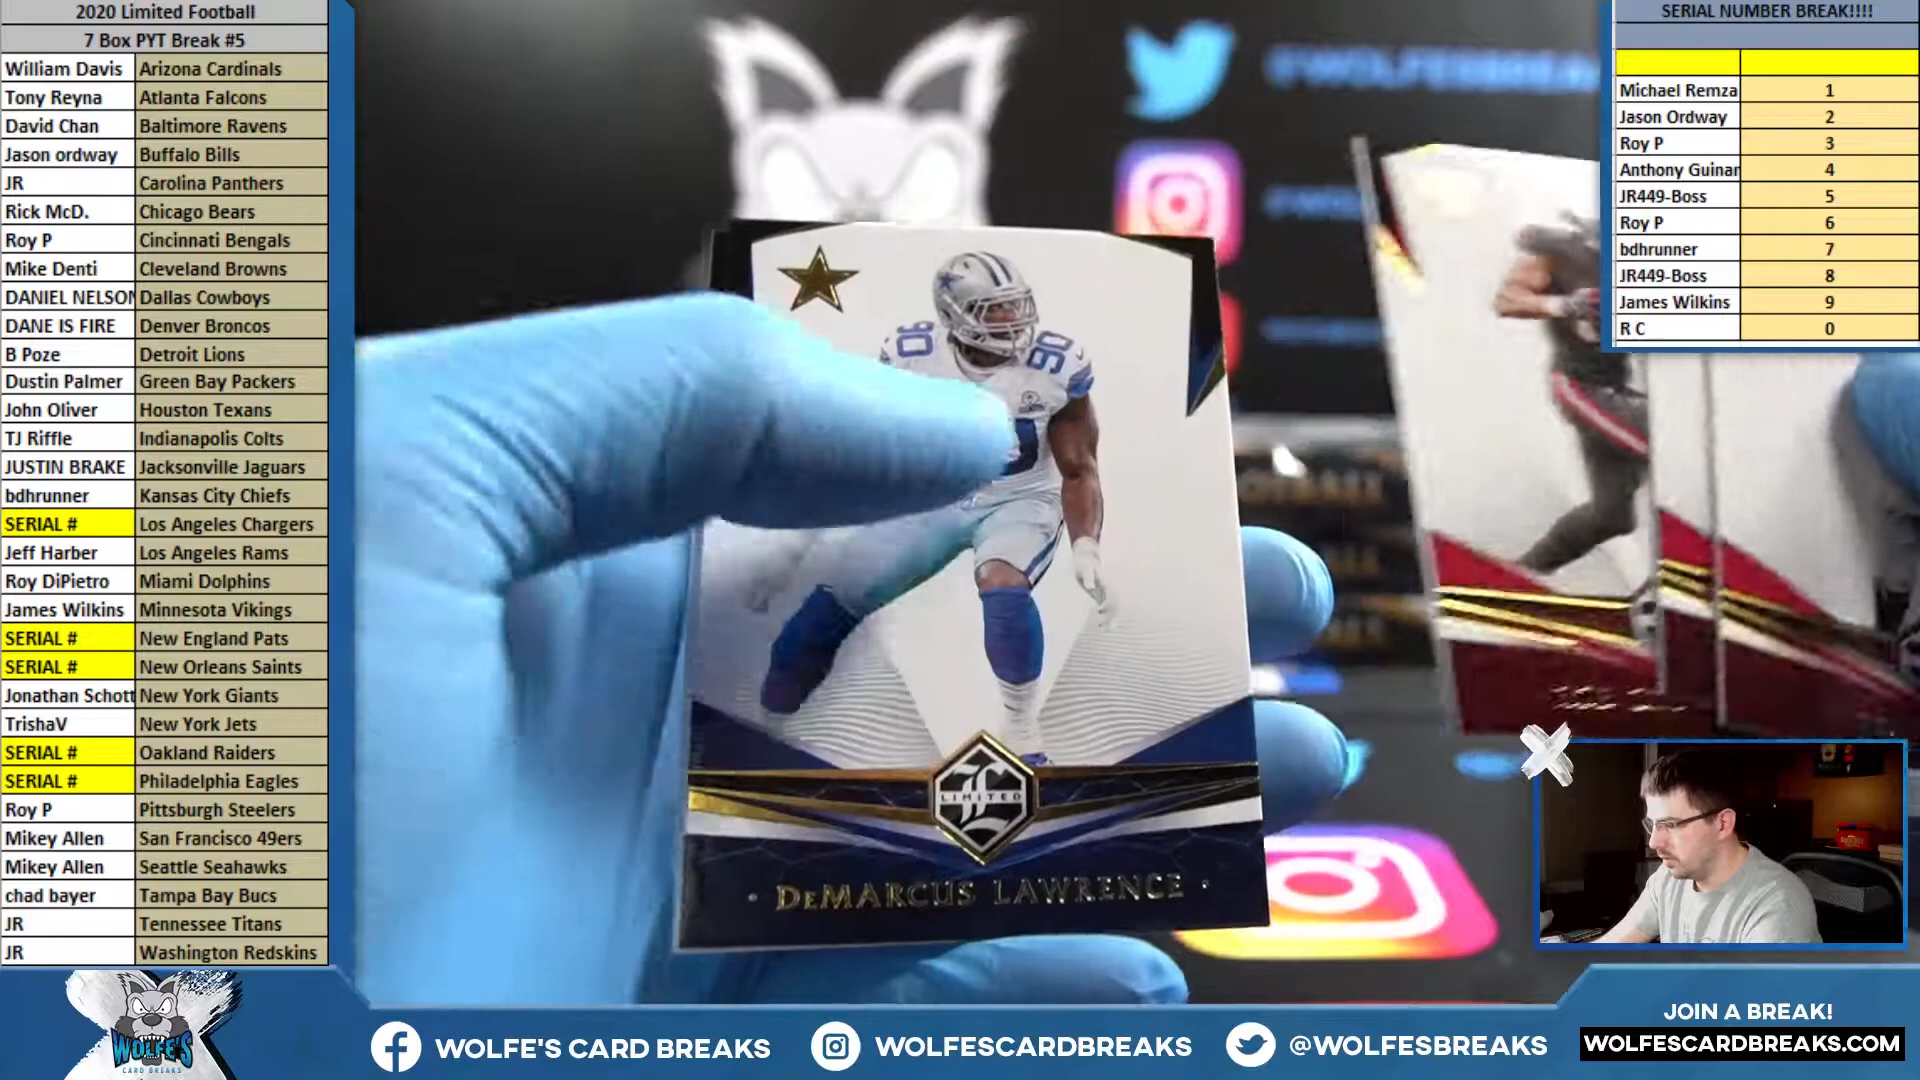 2020 Limited Football
7 Box PYT Break #5
William Davis Arizona Cardinals
Tony Reyna Atlanta Falcons
David Chan Baltimore Ravens
Jason ordway Buffalo Bills
JR Carolina Panthers
Rick McD. Chicago Bears
Roy P Cincinnati Bengals
Mike Denti Cleveland Browns
DANIEL NELSON Dallas Cowboys
DANE IS FIRE Denver Broncos
B Poze Detroit Lions
Dustin Palmer Green Bay Packers
John Oliver Houston Texans
TJ Riffle Indianapolis Colts
JUSTIN BRAKE Jacksonville Jaguars
bdhrunner Kansas City Chiefs
SERIAL # Los Angeles Chargers
Jeff Harber Los Angeles Rams
Roy DiPietro Miami Dolphins
James Wilkins Minnesota Vikings
SERIAL # New England Pats
SERIAL # New Orleans Saints
Jonathan Schott New York Giants
TrishaV New York Jets
SERIAL # Oakland Raiders
SERIAL # Philadelphia Eagles
Roy P Pittsburgh Steelers
Mikey Allen San Francisco 49ers
Mikey Allen Seattle Seahawks
chad bayer Tampa Bay Bucs
JR Tennessee Titans
JR Washington Redskins
SERIAL NUMBER BREAK!!!!
Michael Remza 1
Jason Ordway 2
Roy P 3
Anthony Guinar 4
JR449-Boss 5
Roy P 6
bdhrunner 7
JR449-Boss 8
James Wilkins 9
R C 0
90
90
LIMITED
• DeMARCUS LAWRENCE •
WOLFE'S
CARD BREAKS
WOLFE'S CARD BREAKS
WOLFESCARDBREAKS
@WOLFESBREAKS
JOIN A BREAK!
WOLFESCARDBREAKS.COM